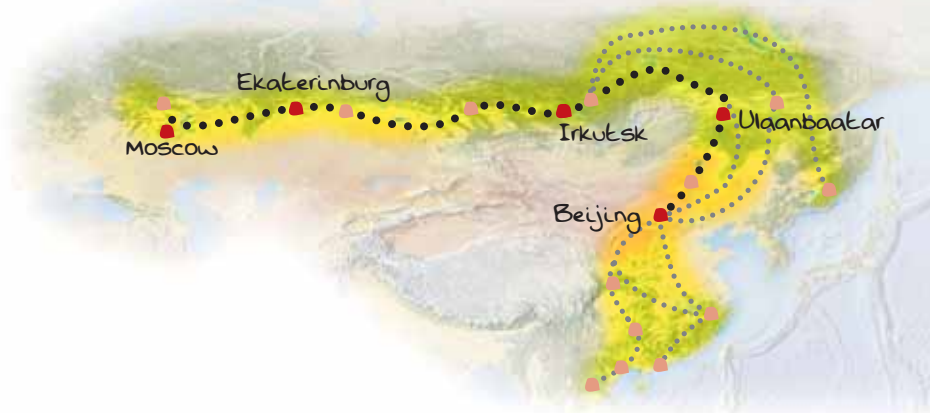 Ekaterinburg
Moscow
Irkutsk
Ulaanbaatar
Beijing